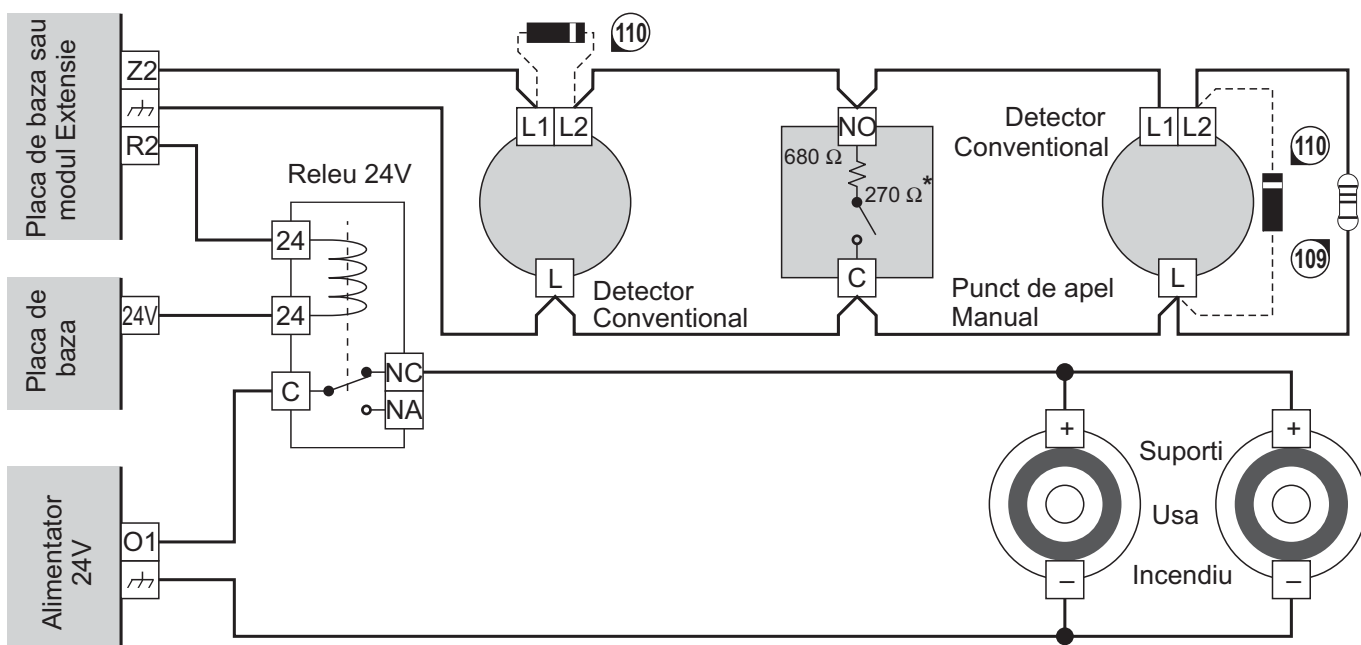 Placa de baza sau
modul Extensie
Z2
R2
110
L1 L2
L
Detector
Conventional
NO
680 Ω
270 Ω*
C
Punct de apel
Manual
Detector
Conventional
L1 L2
L
110
109
Releu 24V
24
24
C
NC
NA
Placa de
baza
24V
Alimentator
24V
O1
+
–
Suporti
Usa
Incendiu
+
–